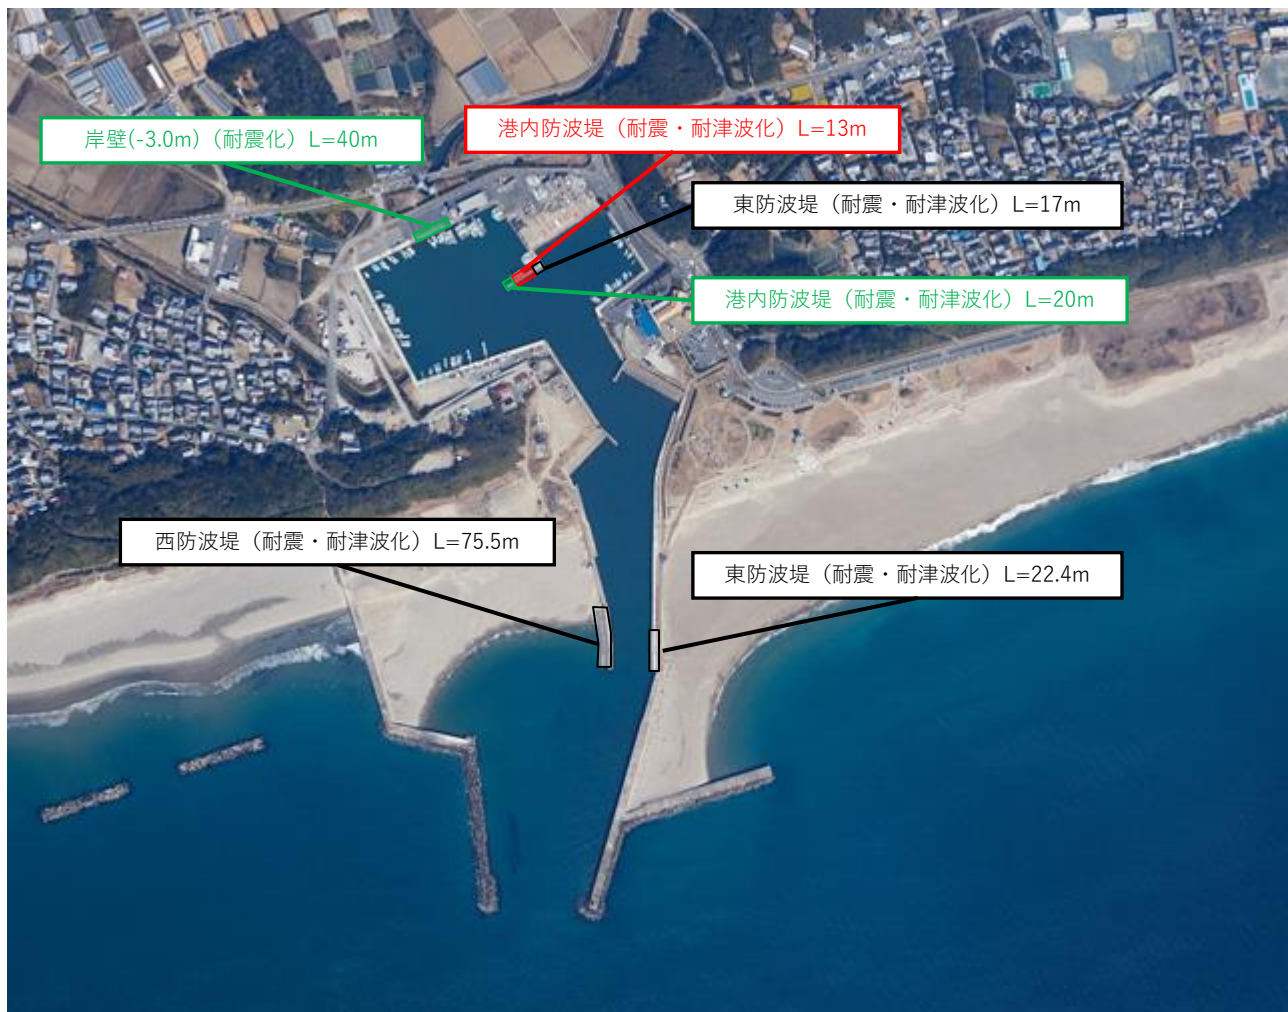 港内防波堤（耐震・耐津波化）L=13m
岸壁(-3.0m)（耐震化）L=40m
東防波堤（耐震・耐津波化）L=17m
港内防波堤（耐震・耐津波化）L=20m
西防波堤（耐震・耐津波化）L=75.5m
東防波堤（耐震・耐津波化）L=22.4m